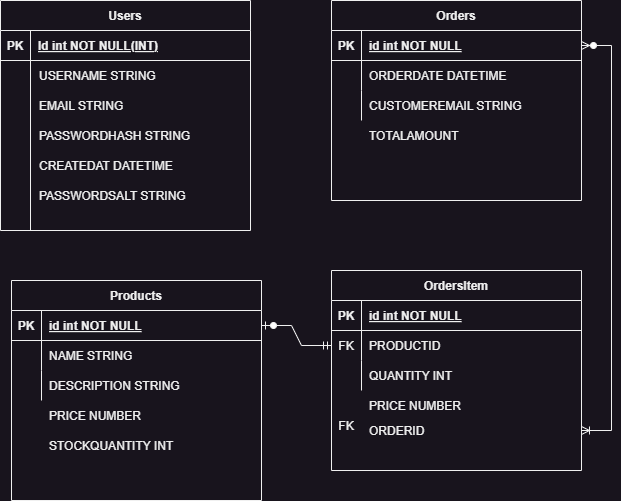 Users
PK Id int NOT NULL(INT)
USERNAME STRING
EMAIL STRING
PASSWORDHASH STRING
CREATEDAT DATETIME
PASSWORDSALT STRING
Orders
PK id int NOT NULL
ORDERDATE DATETIME
CUSTOMEREMAIL STRING
TOTALAMOUNT
Products
PK id int NOT NULL
NAME STRING
DESCRIPTION STRING
PRICE NUMBER
STOCKQUANTITY INT
OrdersItem
PK id int NOT NULL
FK PRODUCTID
QUANTITY INT
PRICE NUMBER
FK ORDERID